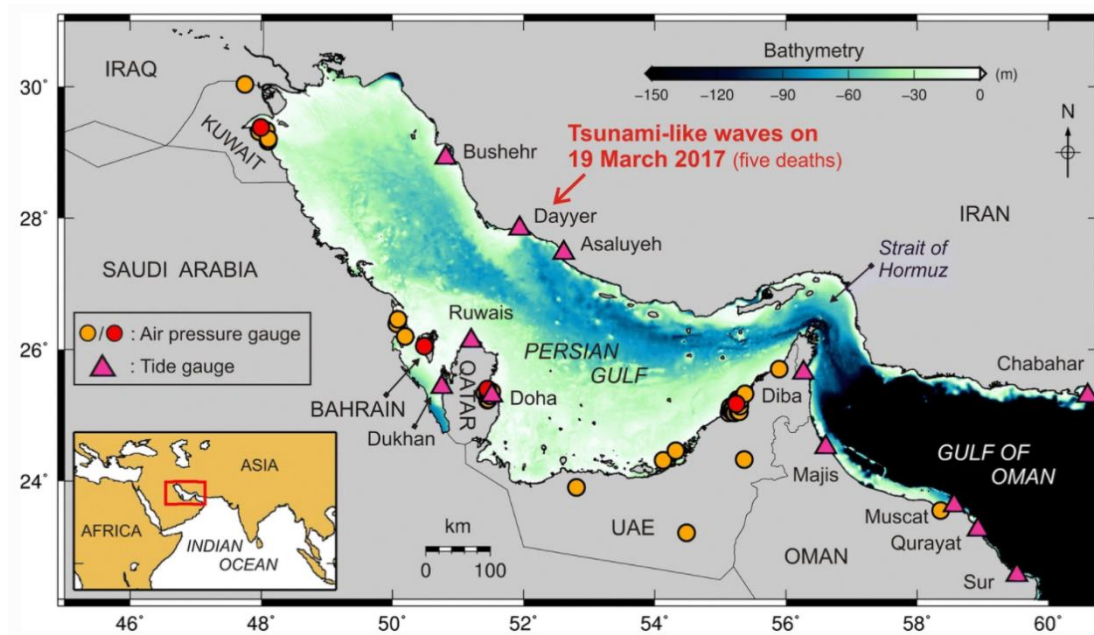 Bathymetry
(m)
−150 −120 −90 −60 −30 0
N
IRAQ
30°
KUWAIT
Tsunami-like waves on
19 March 2017 (five deaths)
Bushehr
28°
Dayyer
Asaluyeh
IRAN
Strait of
Hormuz
SAUDI ARABIA
Ruwais
/ : Air pressure gauge
: Tide gauge
26°
PERSIAN
GULF
QATAR
Doha
BAHRAIN
Dukhan
Diba
Chabahar
GULF OF
OMAN
Majis
24°
km
0 100
UAE
Muscat
Qurayat
OMAN
Sur
ASIA
AFRICA
INDIAN
OCEAN
46° 48° 50° 52° 54° 56° 58° 60°